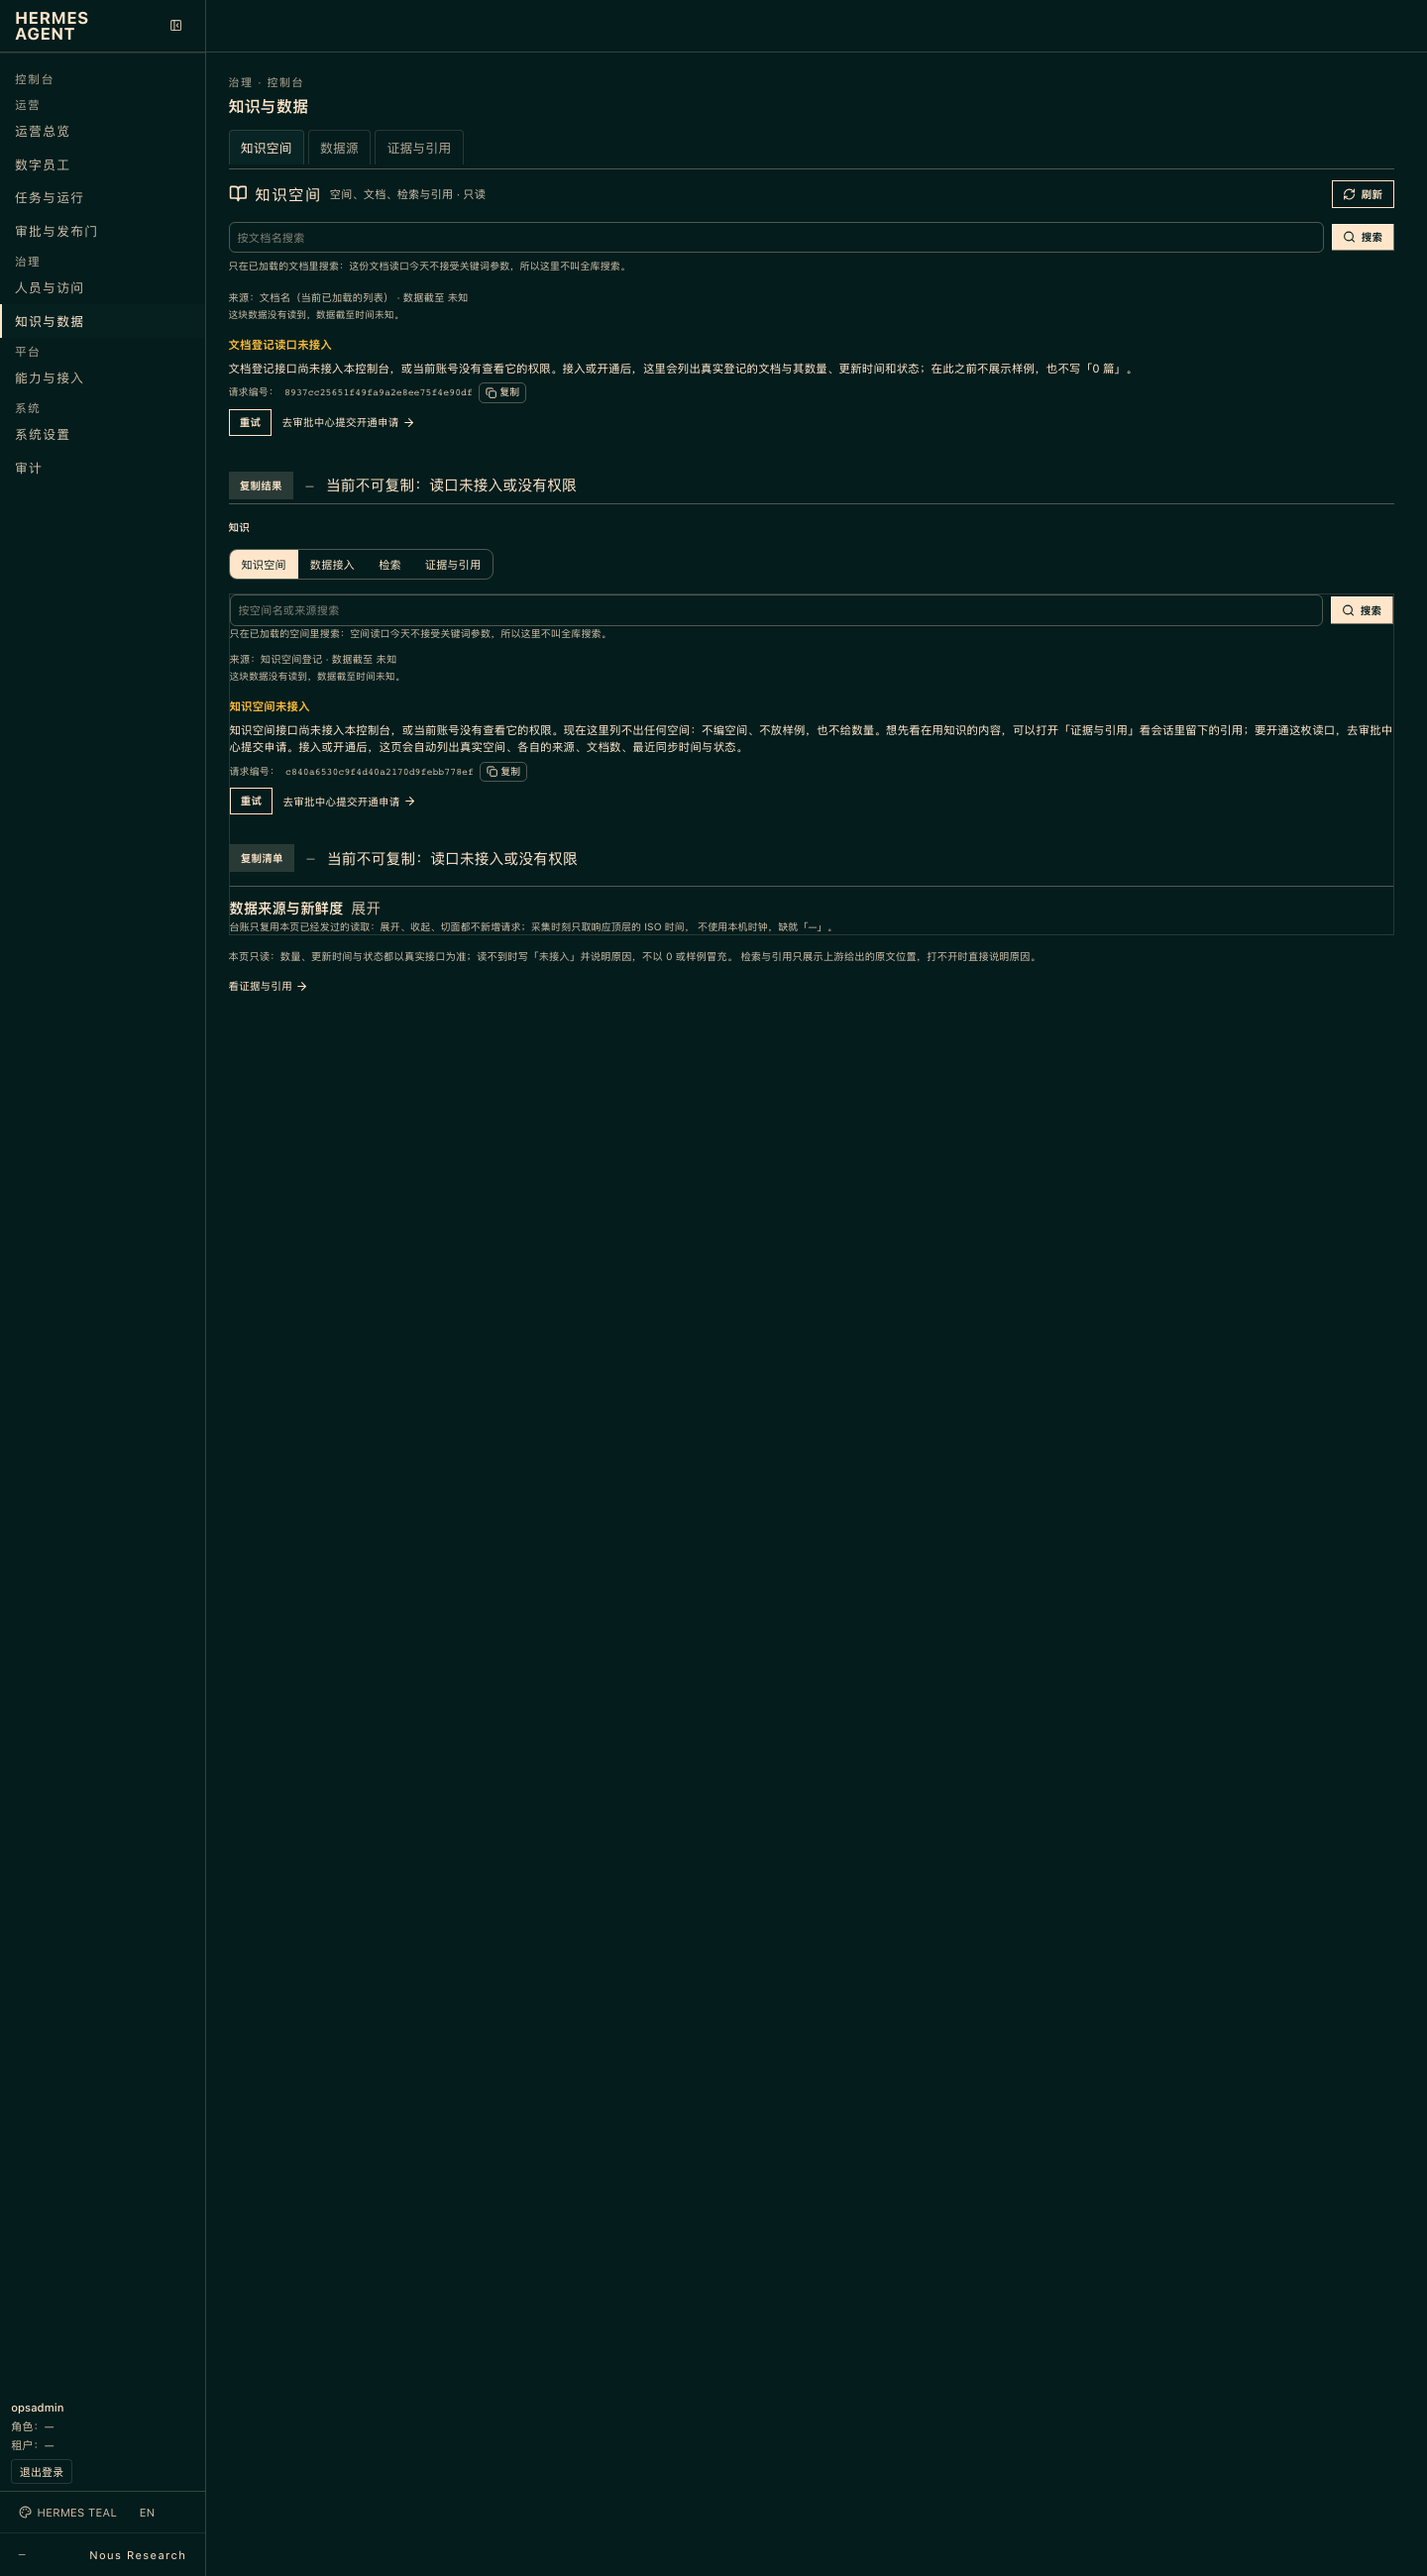 HERMES
AGENT
控制台
运营
运营总览
数字员工
任务与运行
审批与发布门
治理
人员与访问
知识与数据
平台
能力与接入
系统
系统设置
审计
opsadmin
角色：—
租户：—
退出登录
HERMES TEAL EN
— Nous Research
治理 · 控制台
知识与数据
知识空间 数据源 证据与引用
知识空间 空间、文档、检索与引用 · 只读 刷新
按文档名搜索 搜索
只在已加载的文档里搜索：这份文档读口今天不接受关键词参数，所以这里不叫全库搜索。
来源：文档名（当前已加载的列表） · 数据截至 未知
这块数据没有读到，数据截至时间未知。
文档登记读口未接入
文档登记接口尚未接入本控制台，或当前账号没有查看它的权限。接入或开通后，这里会列出真实登记的文档与其数量、更新时间和状态；在此之前不展示样例，也不写「0 篇」。
请求编号： 8937cc25651f49fa9a2e8ee75f4e90df 复制
重试 去审批中心提交开通申请 →
复制结果 — 当前不可复制：读口未接入或没有权限
知识
知识空间 数据接入 检索 证据与引用
按空间名或来源搜索 搜索
只在已加载的空间里搜索：空间读口今天不接受关键词参数，所以这里不叫全库搜索。
来源：知识空间登记 · 数据截至 未知
这块数据没有读到，数据截至时间未知。
知识空间未接入
知识空间接口尚未接入本控制台，或当前账号没有查看它的权限。现在这里列不出任何空间：不编空间、不放样例，也不给数量。想先看在用知识的内容，可以打开「证据与引用」看会话里留下的引用；要开通这枚读口，去审批中
心提交申请。接入或开通后，这页会自动列出真实空间、各自的来源、文档数、最近同步时间与状态。
请求编号： c840a6530c9f4d40a2170d9febb778ef 复制
重试 去审批中心提交开通申请 →
复制清单 — 当前不可复制：读口未接入或没有权限
数据来源与新鲜度 展开
台账只复用本页已经发过的读取：展开、收起、切面都不新增请求；采集时刻只取响应顶层的 ISO 时间， 不使用本机时钟，缺就「—」。
本页只读：数量、更新时间与状态都以真实接口为准；读不到时写「未接入」并说明原因，不以 0 或样例冒充。 检索与引用只展示上游给出的原文位置，打不开时直接说明原因。
看证据与引用 →